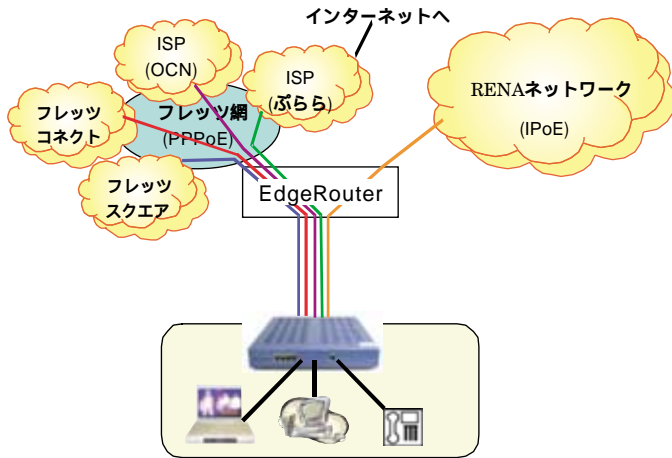 インターネットへ
ISP
(OCN)
ISP
(ぷらら)
フレッツ
コネクト
フレッツ網
(PPPoE)
フレッツ
スクエア
RENAネットワーク
(IPoE)
EdgeRouter